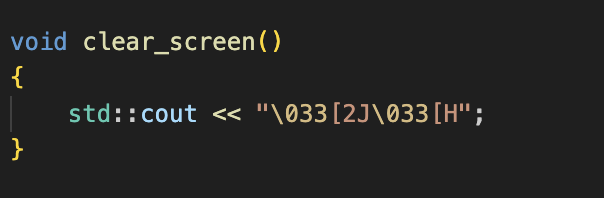 void clear_screen()
{
    std::cout << "\033[2J\033[H";
}